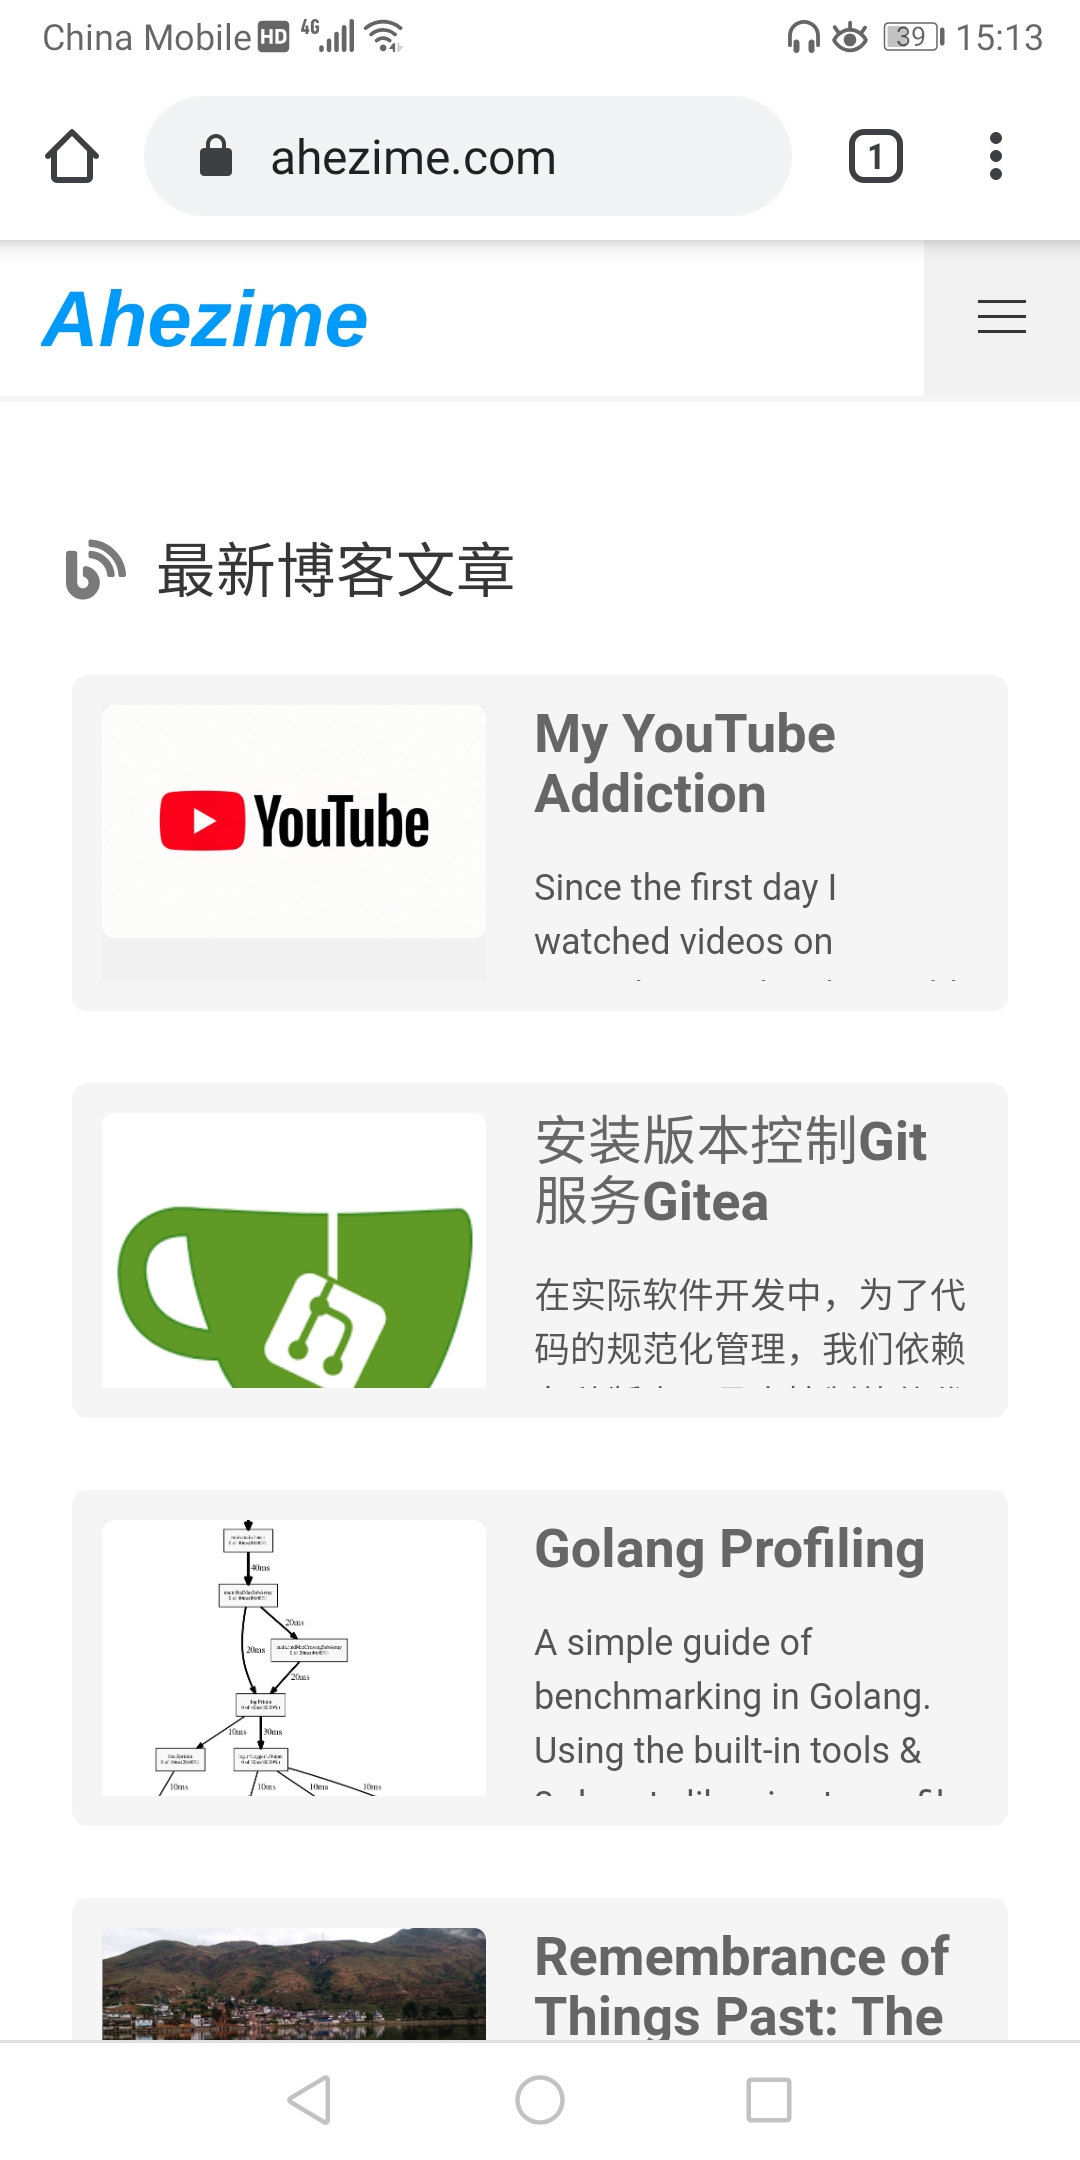 China Mobile HD 4G 39 15:13
ahezime.com 1
Ahezime
最新博客文章
YouTube
My YouTube
Addiction
Since the first day I
watched videos on
安装版本控制Git
服务Gitea
在实际软件开发中，为了代
码的规范化管理，我们依赖
Golang Profiling
A simple guide of
benchmarking in Golang.
Using the built-in tools &
40ms
20ms
20ms
20ms
10ms 30ms
10ms 10ms 10ms 10ms
Remembrance of
Things Past: The